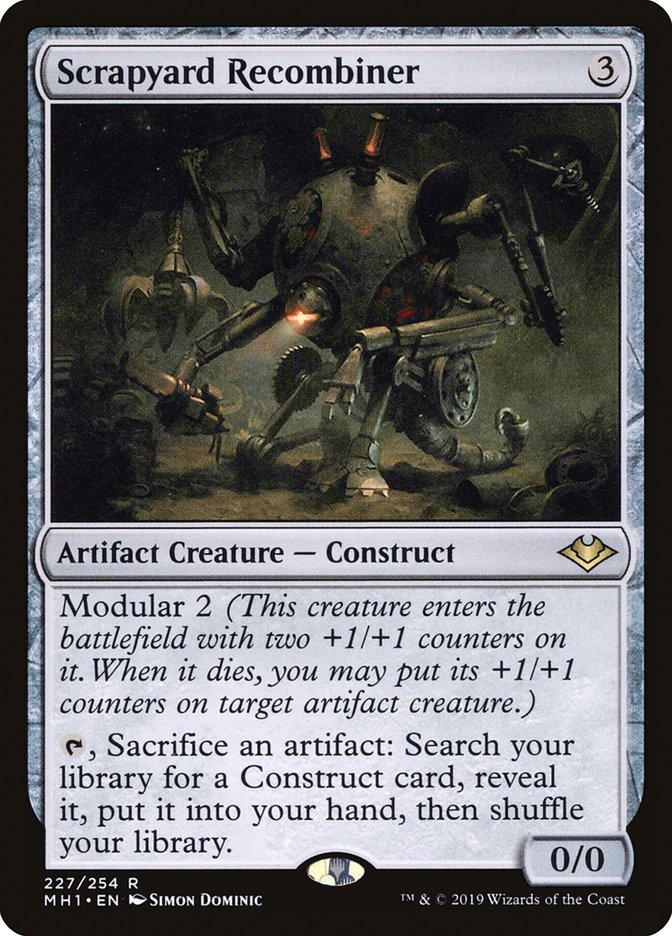 Scrapyard Recombiner 3
Artifact Creature — Construct
Modular 2 (This creature enters the
battlefield with two +1/+1 counters on
it. When it dies, you may put its +1/+1
counters on target artifact creature.)
, Sacrifice an artifact: Search your
library for a Construct card, reveal
it, put it into your hand, then shuffle
your library.
0/0
227/254 R
MH1 • EN Simon Dominic
™ & © 2019 Wizards of the Coast